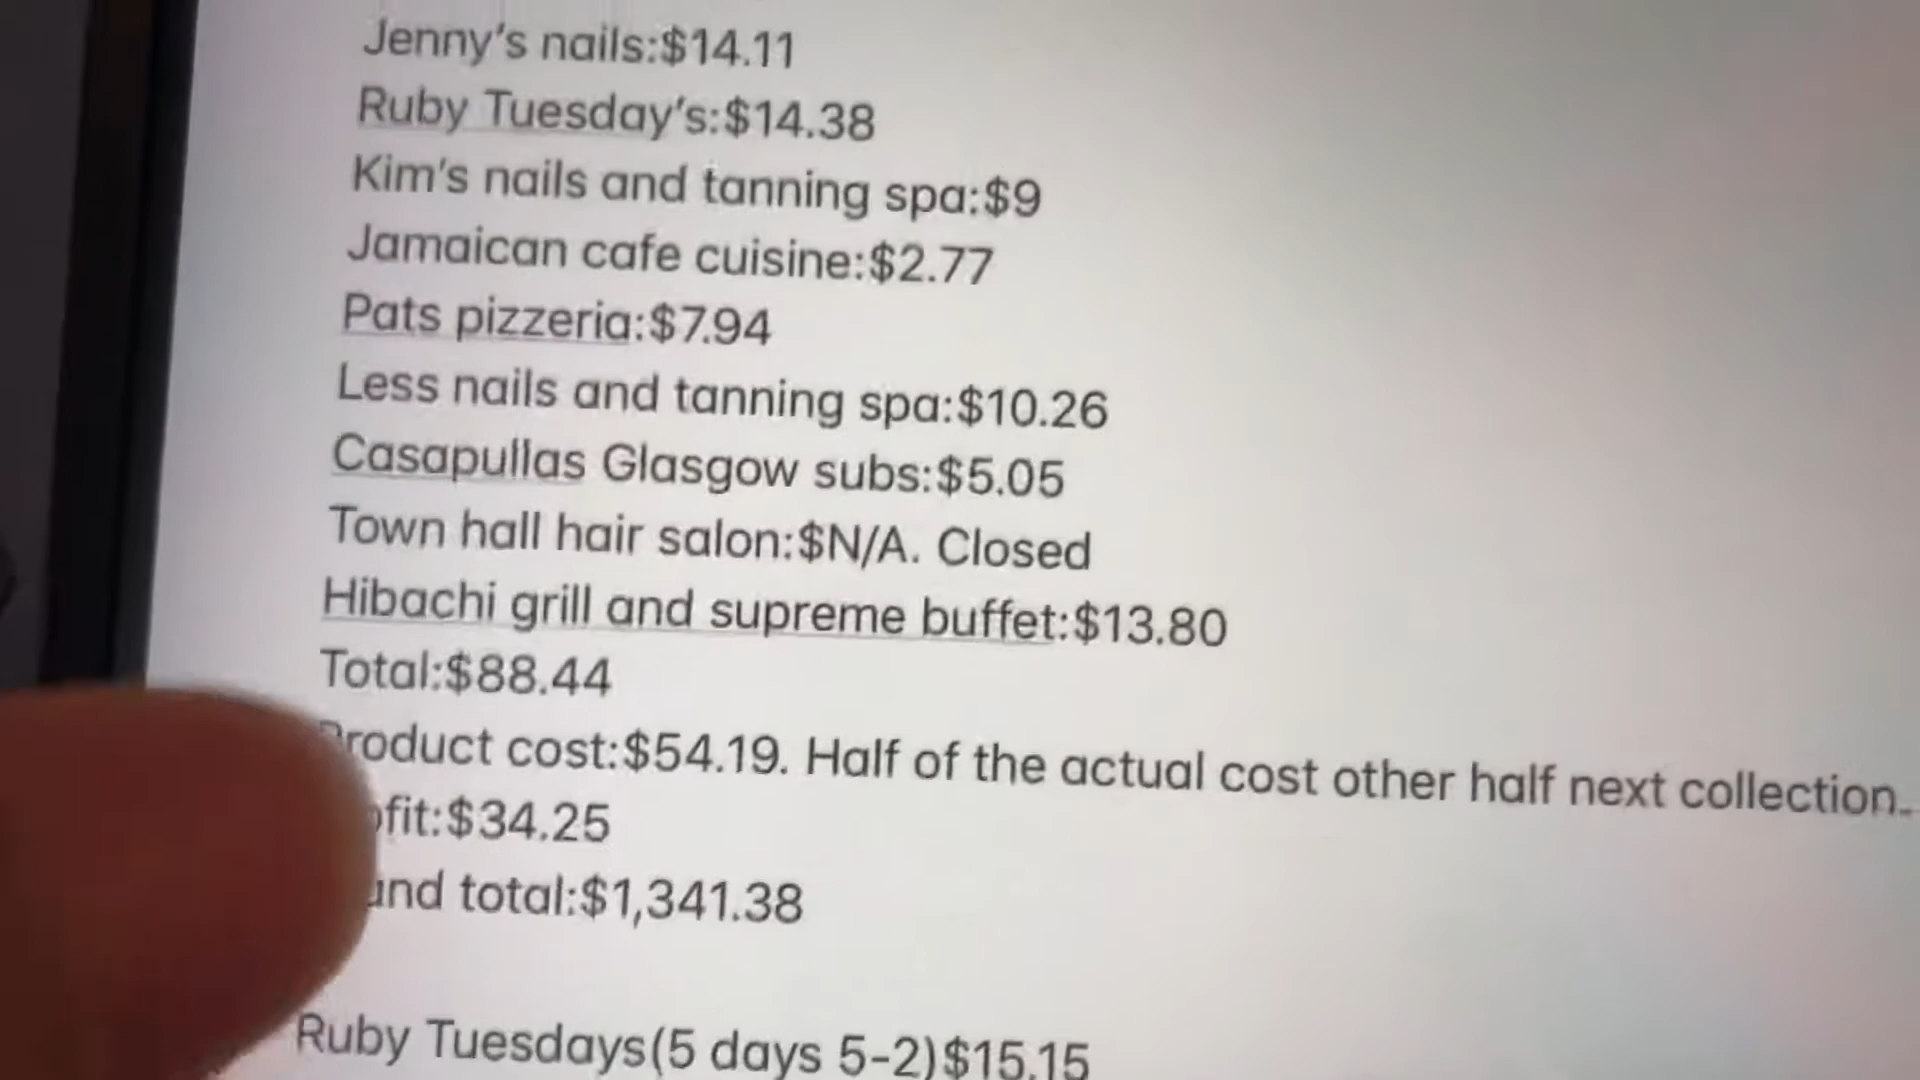 Jenny's nails:$14.11
Ruby Tuesday's:$14.38
Kim's nails and tanning spa:$9
Jamaican cafe cuisine:$2.77
Pats pizzeria:$7.94
Less nails and tanning spa:$10.26
Casapullas Glasgow subs:$5.05
Town hall hair salon:$N/A. Closed
Hibachi grill and supreme buffet:$13.80
Total:$88.44
Product cost:$54.19. Half of the actual cost other half next collection.
ofit:$34.25
und total:$1,341.38
Ruby Tuesdays(5 days 5-2)$15.15